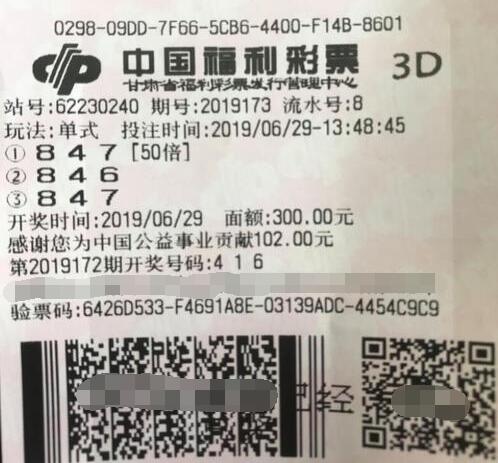 0298-09DD-7F66-5CB6-4400-F14B-8601
中国福利彩票 3D
甘肃省福利彩票发行管理中心
站号:62230240 期号:2019173 流水号:8
玩法:单式 投注时间:2019/06/29-13:48:45
① 8 4 7 [50倍]
② 8 4 6
③ 8 4 7
开奖时间:2019/06/29 面额:300.00元
感谢您为中国公益事业贡献102.00元
第2019172期开奖号码:4 1 6
验票码:6426D533-F4691A8E-03139ADC-4454C9C9
已经